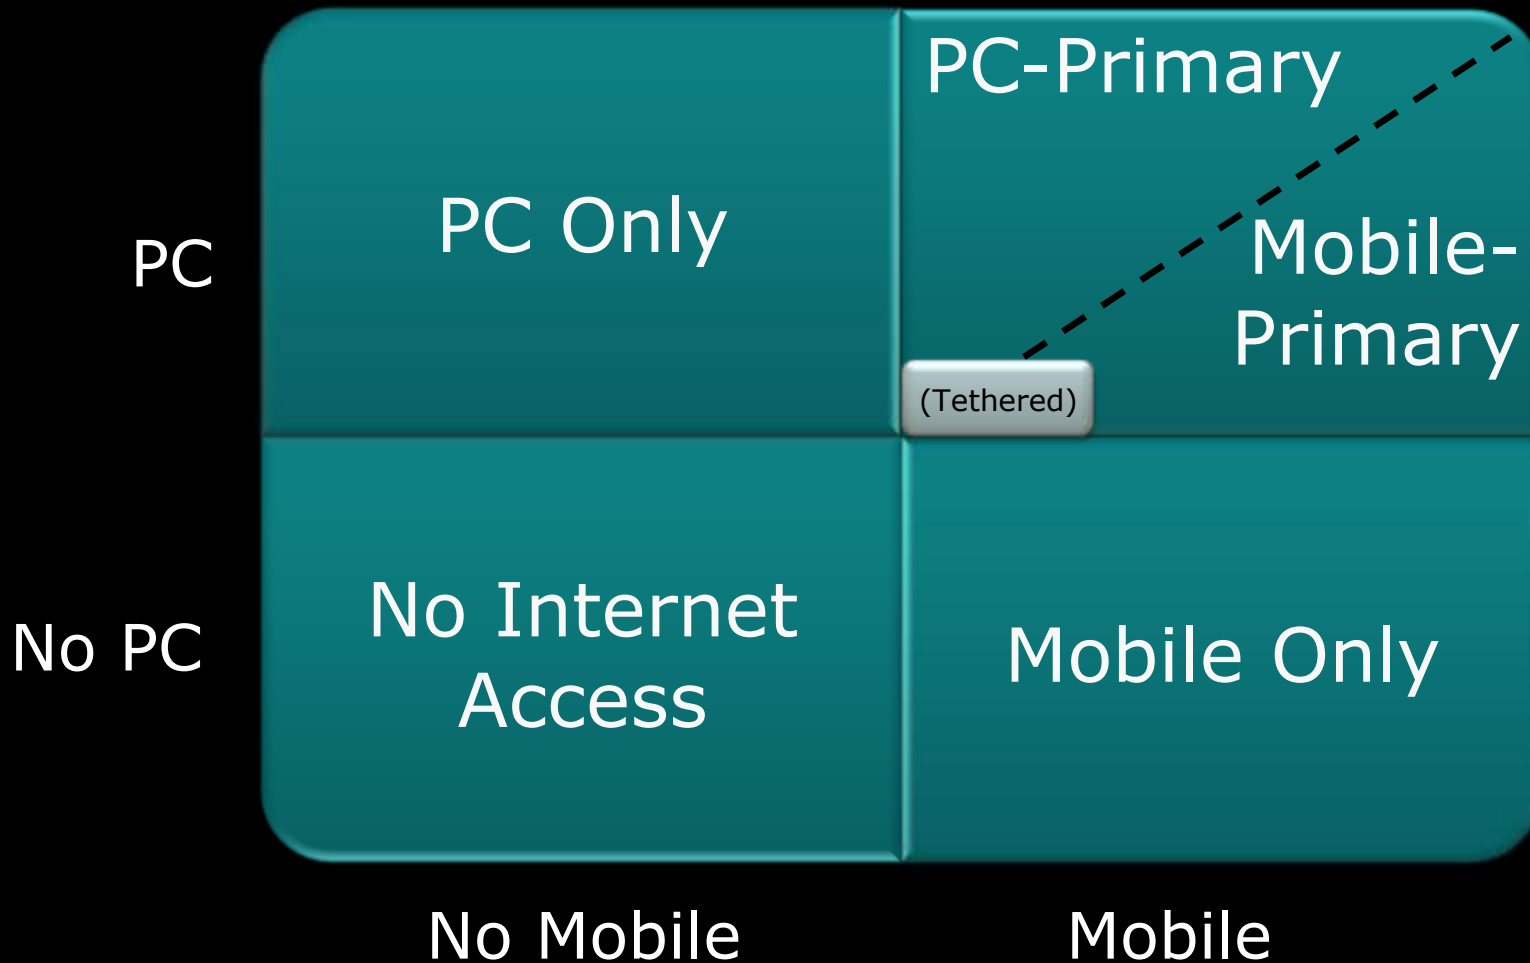 PC-Primary
PC Only
PC
Mobile-
Primary
(Tethered)
No Internet
Access
No PC
Mobile Only
No Mobile
Mobile